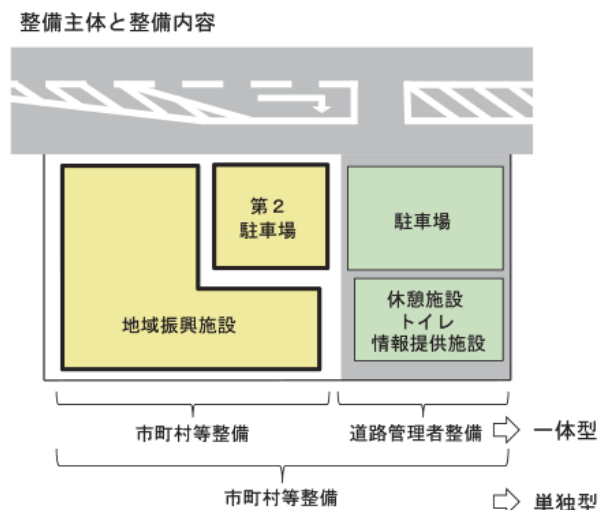 整備主体と整備内容
第２
駐車場
駐車場
地域振興施設
休憩施設
トイレ
情報提供施設
市町村等整備
道路管理者整備
一体型
市町村等整備
単独型